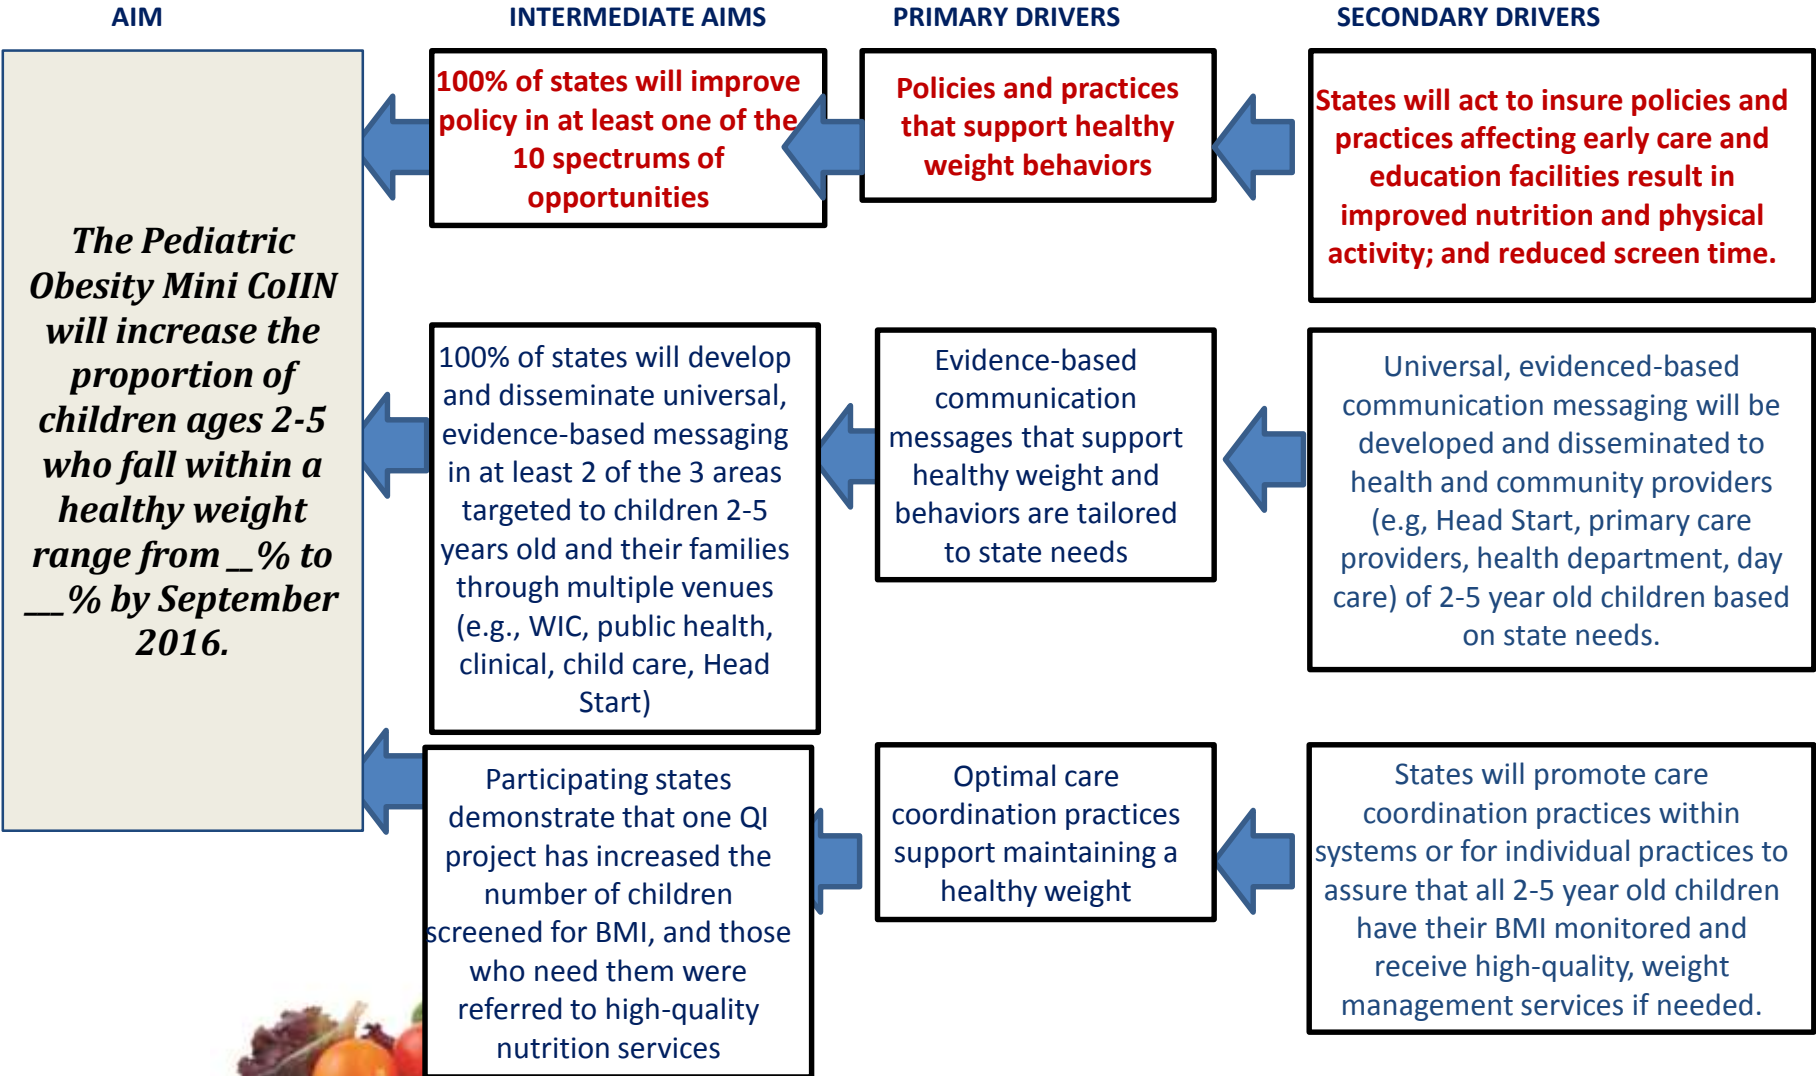 AIM
INTERMEDIATE AIMS
PRIMARY DRIVERS
SECONDARY DRIVERS
The Pediatric
Obesity Mini CoIIN
will increase the
proportion of
children ages 2-5
who fall within a
healthy weight
range from __% to
___% by September
2016.
100% of states will improve
policy in at least one of the
10 spectrums of
opportunities
Policies and practices
that support healthy
weight behaviors
States will act to insure policies and
practices affecting early care and
education facilities result in
improved nutrition and physical
activity; and reduced screen time.
100% of states will develop
and disseminate universal,
evidence-based messaging
in at least 2 of the 3 areas
targeted to children 2-5
years old and their families
through multiple venues
(e.g., WIC, public health,
clinical, child care, Head
Start)
Evidence-based
communication
messages that support
healthy weight and
behaviors are tailored
to state needs
Universal, evidenced-based
communication messaging will be
developed and disseminated to
health and community providers
(e.g, Head Start, primary care
providers, health department, day
care) of 2-5 year old children based
on state needs.
Participating states
demonstrate that one QI
project has increased the
number of children
screened for BMI, and those
who need them were
referred to high-quality
nutrition services
Optimal care
coordination practices
support maintaining a
healthy weight
States will promote care
coordination practices within
systems or for individual practices to
assure that all 2-5 year old children
have their BMI monitored and
receive high-quality, weight
management services if needed.